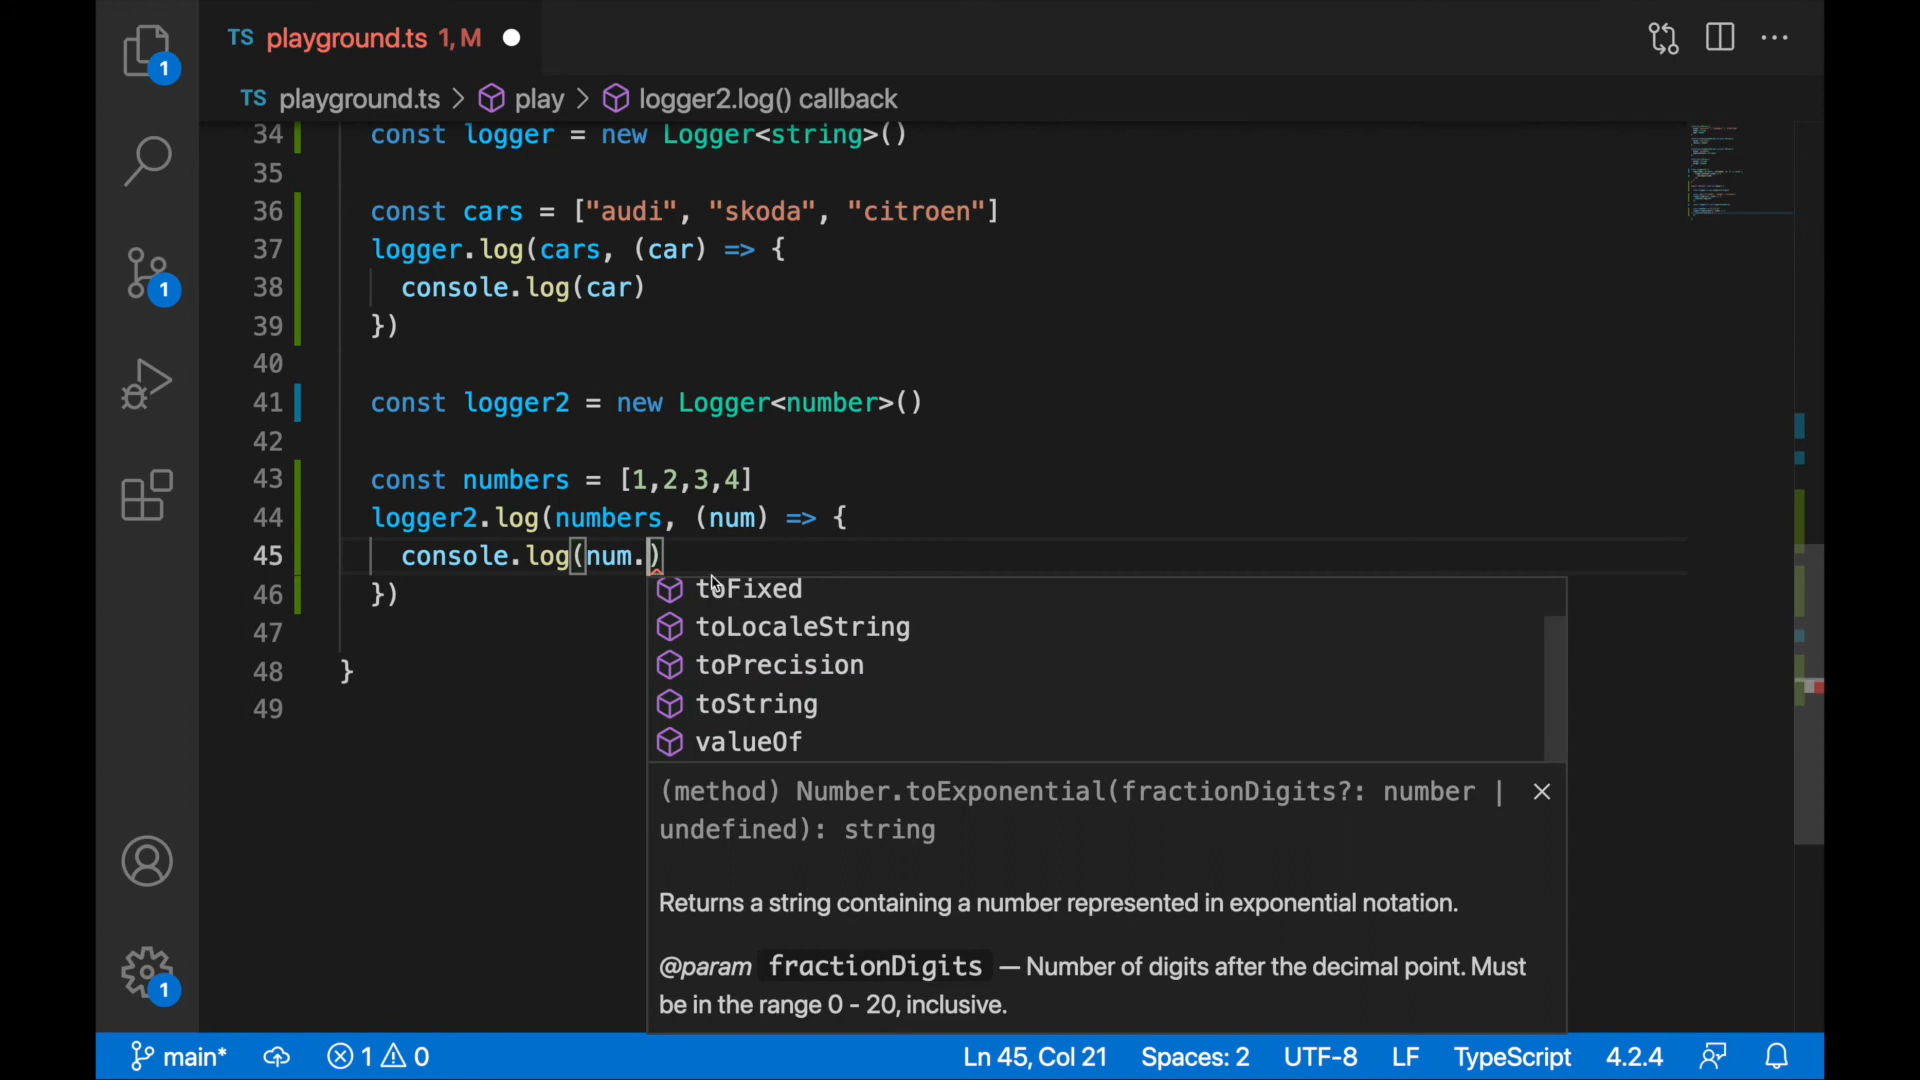 TS playground.ts 1, M
TS playground.ts > play > logger2.log() callback
34 const logger = new Logger<string>()
35
36 const cars = ["audi", "skoda", "citroen"]
37 logger.log(cars, (car) => {
38 console.log(car)
39 })
40
41 const logger2 = new Logger<number>()
42
43 const numbers = [1,2,3,4]
44 logger2.log(numbers, (num) => {
45 console.log(num.)
46 })
47
48 }
49
toFixed
toLocaleString
toPrecision
toString
valueOf
(method) Number.toExponential(fractionDigits?: number |
undefined): string
Returns a string containing a number represented in exponential notation.
@param fractionDigits — Number of digits after the decimal point. Must
be in the range 0 - 20, inclusive.
1
1
1
main* 1 0 Ln 45, Col 21 Spaces: 2 UTF-8 LF TypeScript 4.2.4